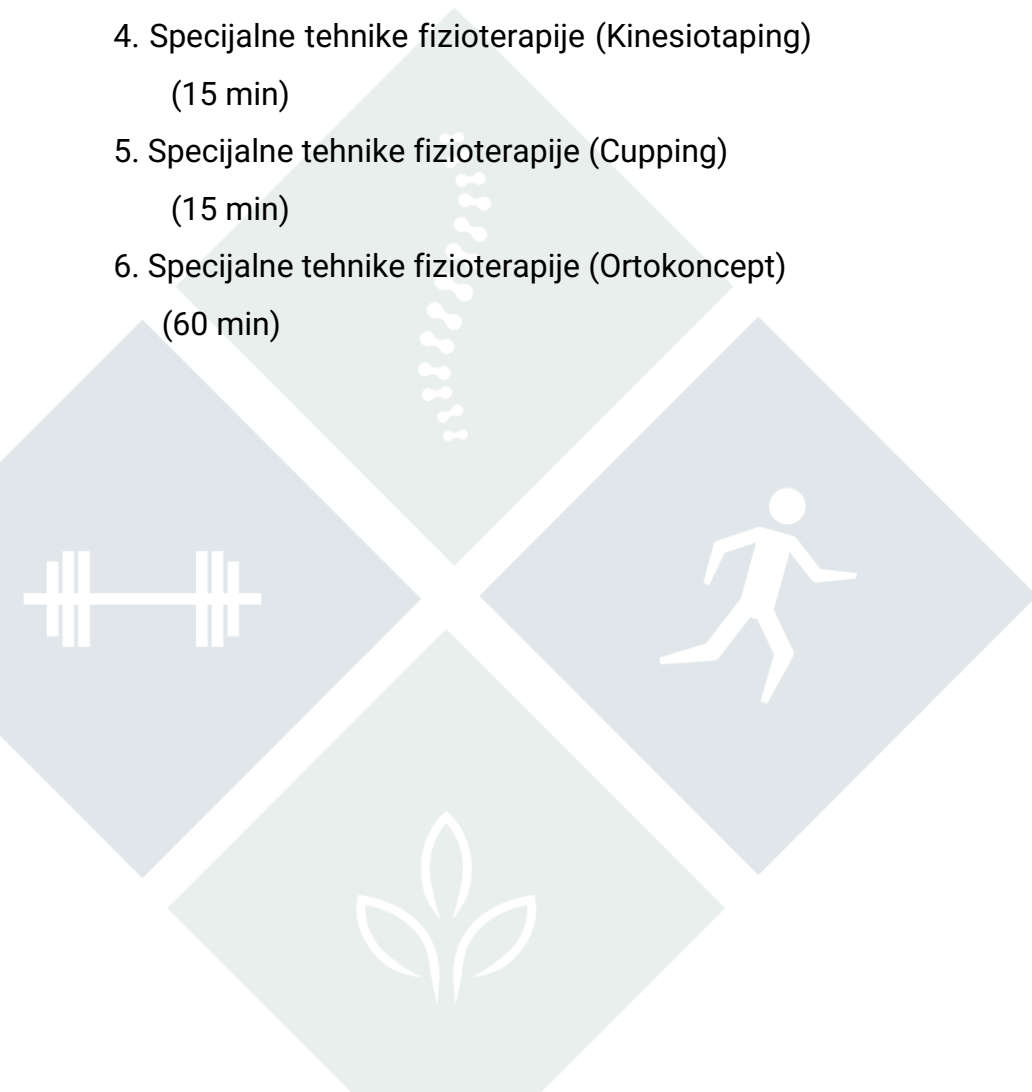 4. Specijalne tehnike fizioterapije (Kinesiotaping)
(15 min)
5. Specijalne tehnike fizioterapije (Cupping)
(15 min)
6. Specijalne tehnike fizioterapije (Ortokoncept)
(60 min)